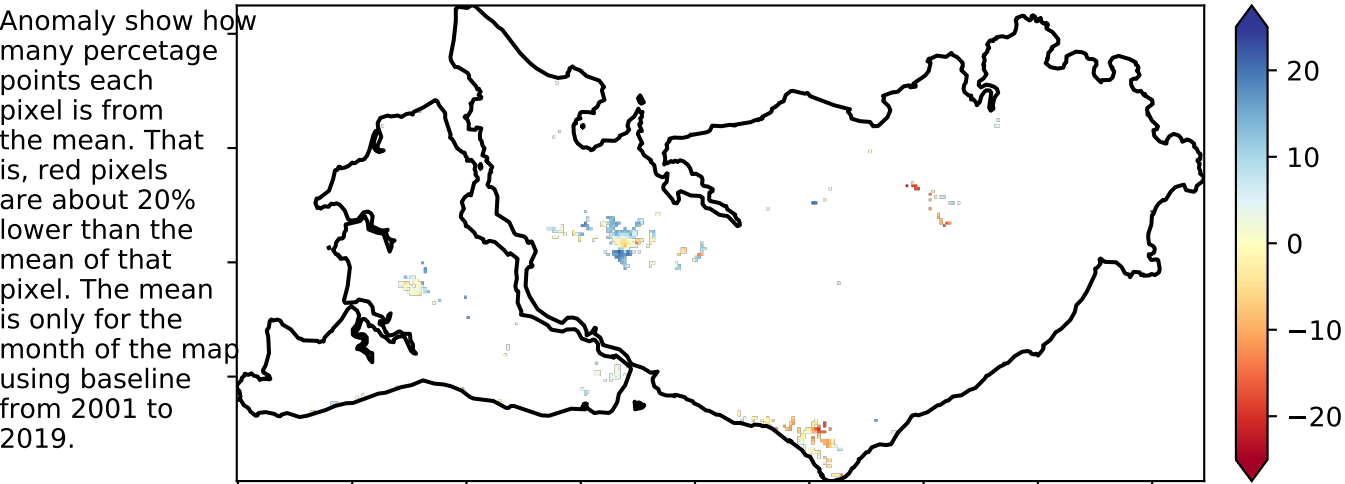 Anomaly show how
many percetage
points each
pixel is from
the mean. That
is, red pixels
are about 20%
lower than the
mean of that
pixel. The mean
is only for the
month of the map
using baseline
from 2001 to
2019.
20
10
0
−10
−20